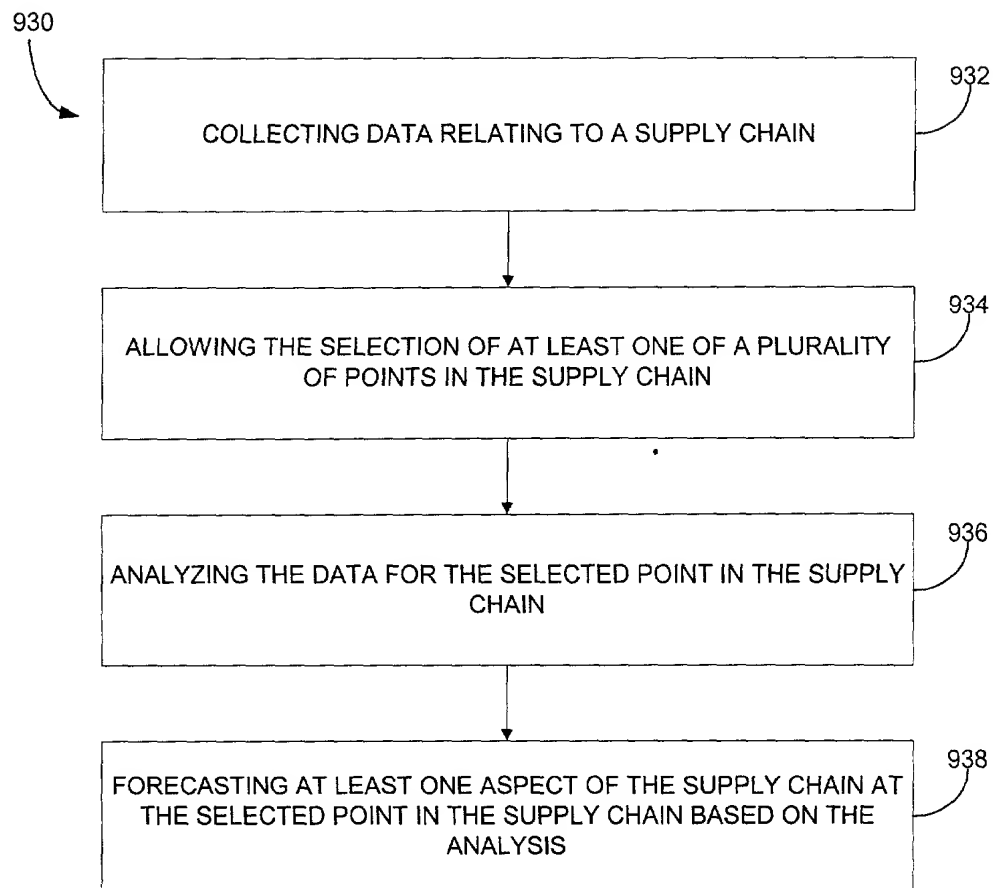 930
932
COLLECTING DATA RELATING TO A SUPPLY CHAIN
934
ALLOWING THE SELECTION OF AT LEAST ONE OF A PLURALITY
OF POINTS IN THE SUPPLY CHAIN
936
ANALYZING THE DATA FOR THE SELECTED POINT IN THE SUPPLY
CHAIN
938
FORECASTING AT LEAST ONE ASPECT OF THE SUPPLY CHAIN AT
THE SELECTED POINT IN THE SUPPLY CHAIN BASED ON THE
ANALYSIS